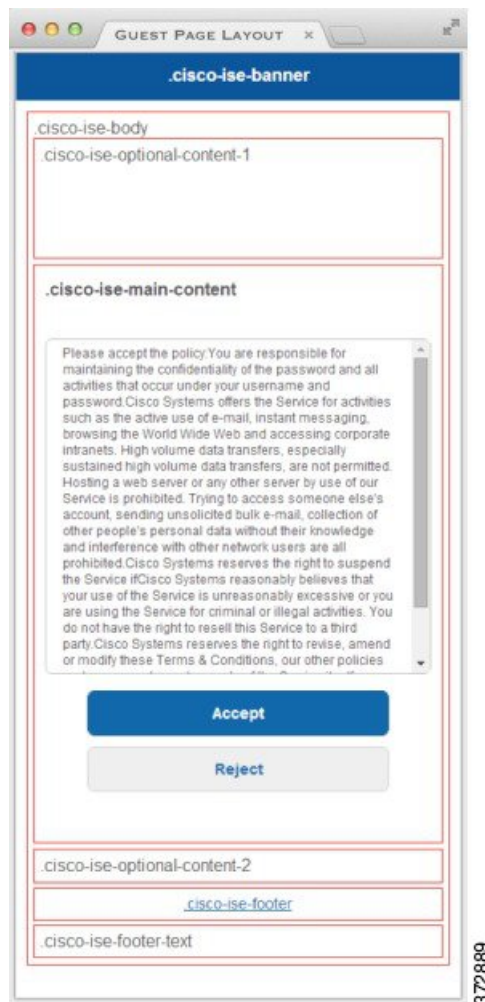 GUEST PAGE LAYOUT ×
.cisco-ise-banner
.cisco-ise-body
.cisco-ise-optional-content-1
.cisco-ise-main-content
Please accept the policy:You are responsible for
maintaining the confidentiality of the password and all
activities that occur under your username and
password.Cisco Systems offers the Service for activities
such as the active use of e-mail, instant messaging,
browsing the World Wide Web and accessing corporate
intranets. High volume data transfers, especially
sustained high volume data transfers, are not permitted.
Hosting a web server or any other server by use of our
Service is prohibited. Trying to access someone else's
account, sending unsolicited bulk e-mail, collection of
other people's personal data without their knowledge
and interference with other network users are all
prohibited.Cisco Systems reserves the right to suspend
the Service ifCisco Systems reasonably believes that
your use of the Service is unreasonably excessive or you
are using the Service for criminal or illegal activities. You
do not have the right to resell this Service to a third
party.Cisco Systems reserves the right to revise, amend
or modify these Terms & Conditions, our other policies
Accept
Reject
.cisco-ise-optional-content-2
.cisco-ise-footer
.cisco-ise-footer-text
372889